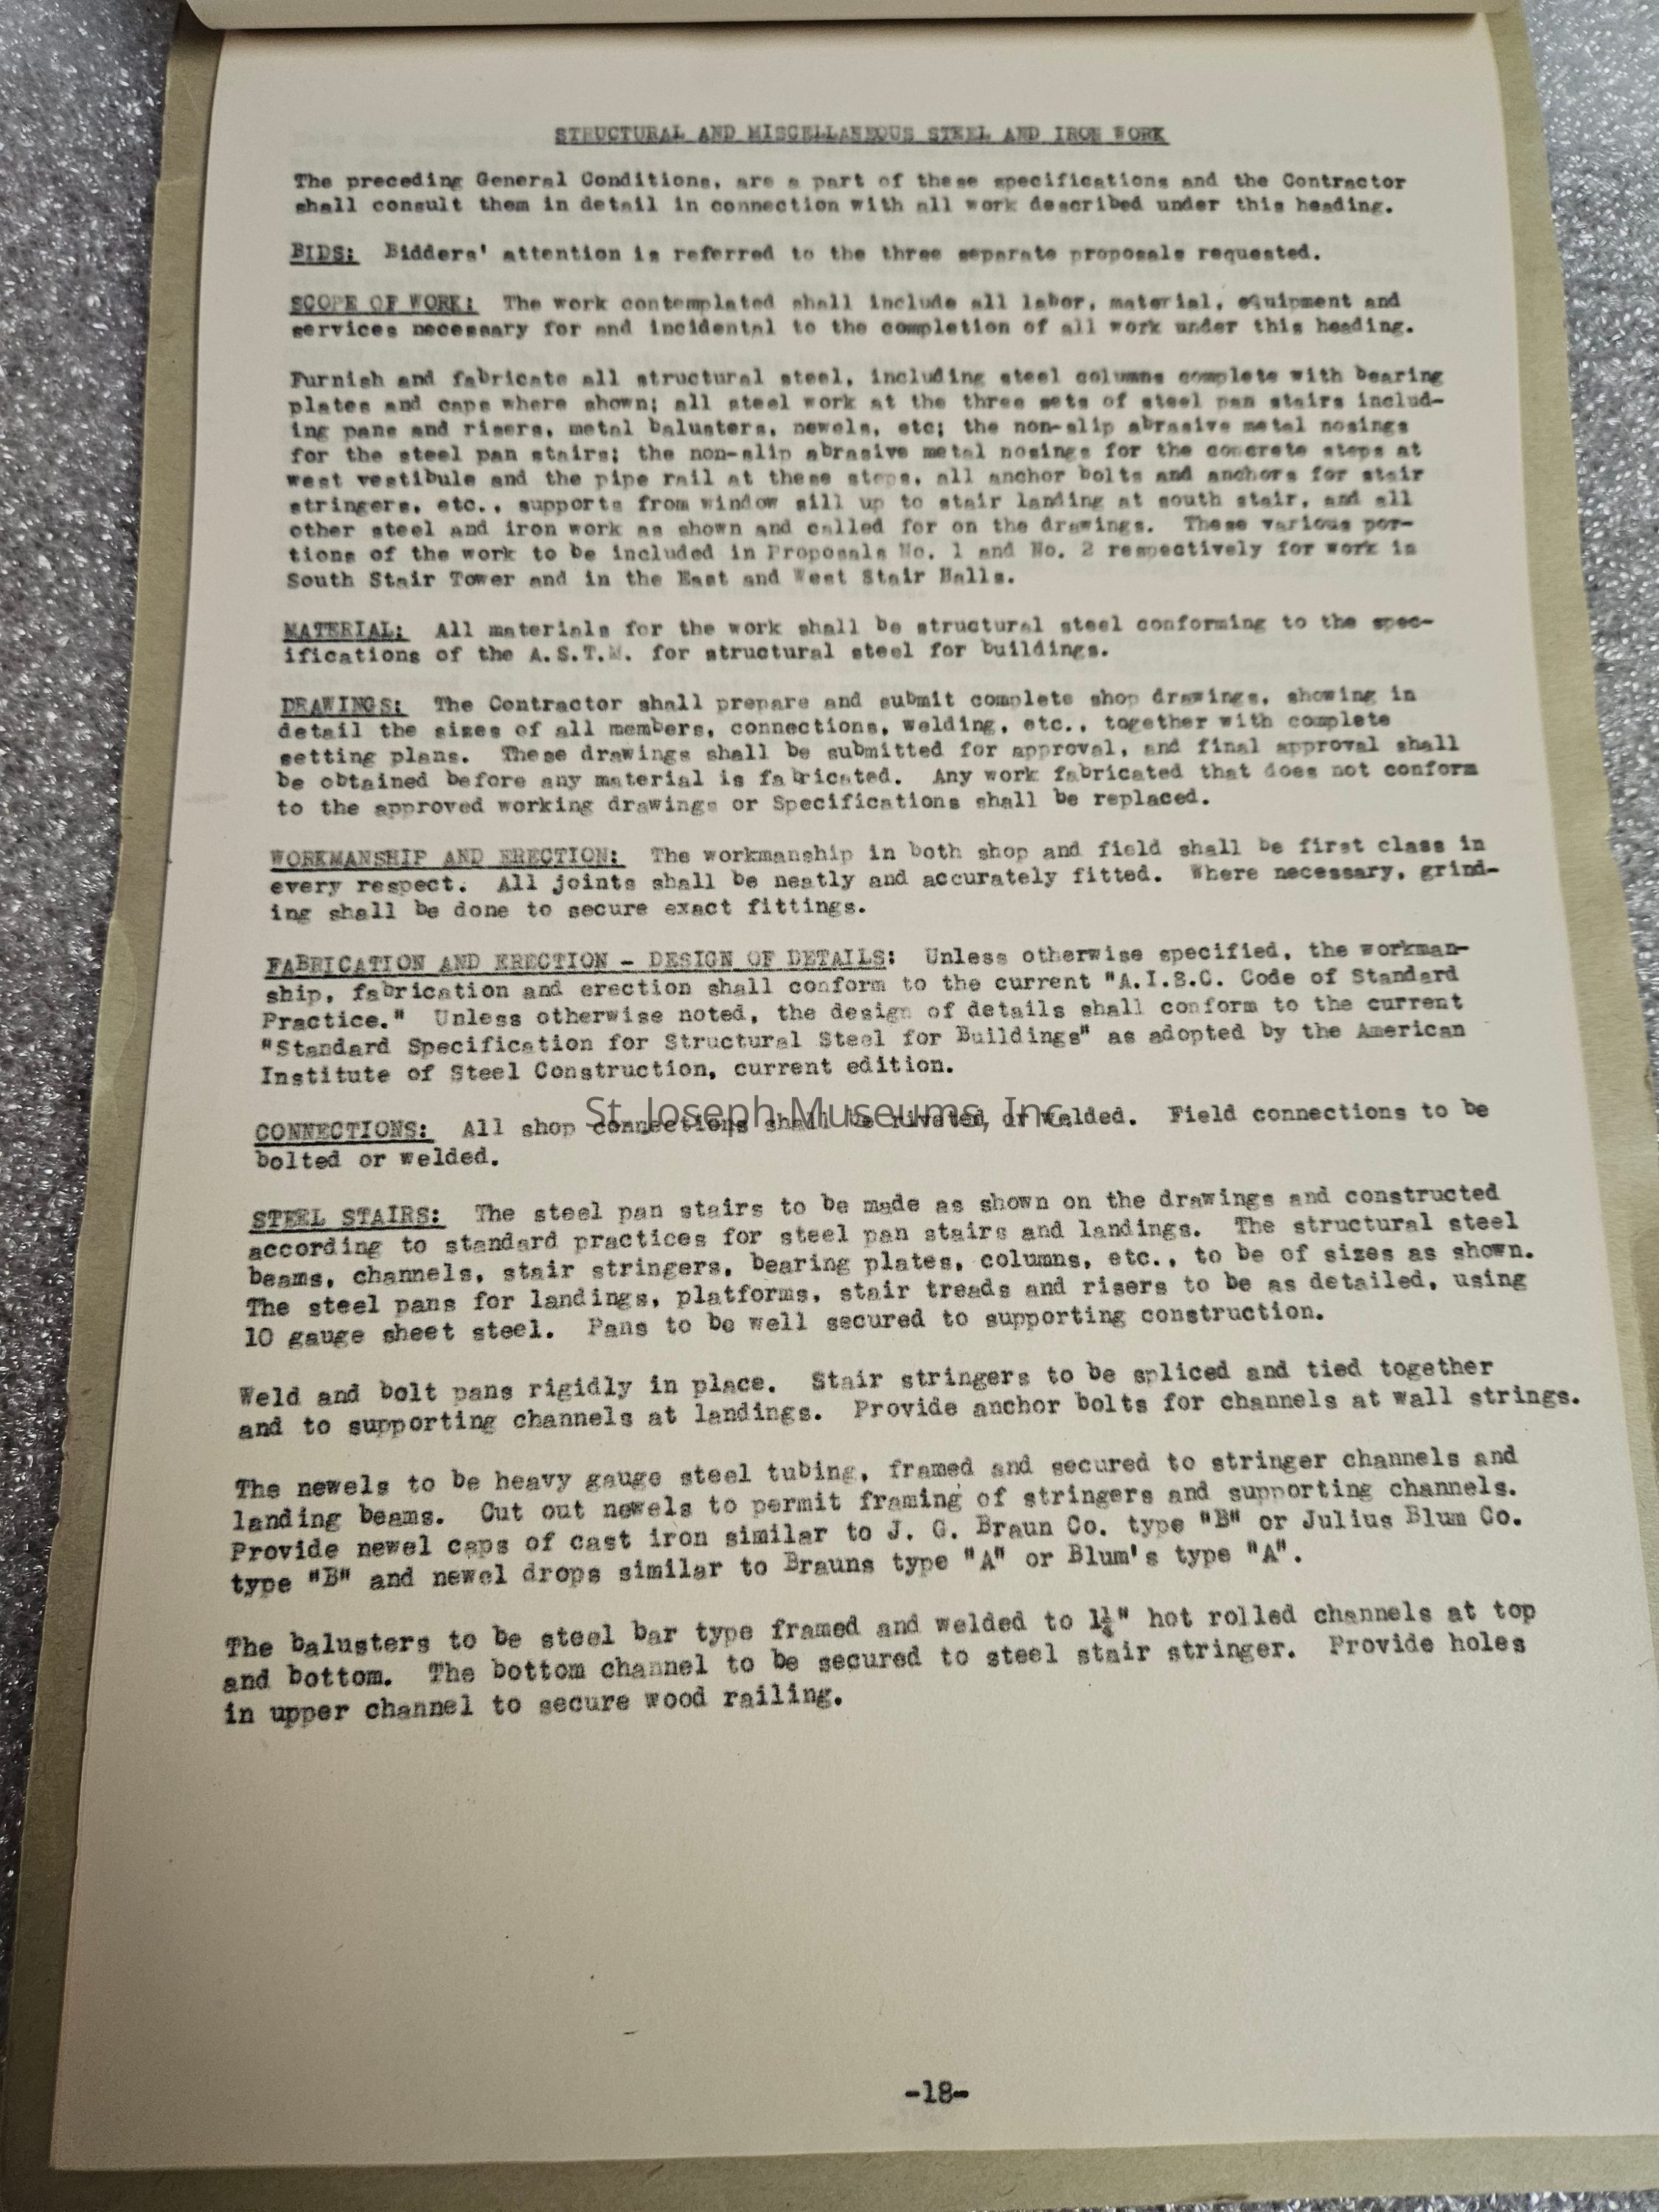 STRUCTURAL AND MISCELLANEOUS STEEL AND IRON WORK
The preceding General Conditions, are a part of these specifications and the Contractor
shall consult them in detail in connection with all work described under this heading.
BIDS: Bidders' attention is referred to the three separate proposals requested.
SCOPE OF WORK: The work contemplated shall include all labor, material, equipment and
services necessary for and incidental to the completion of all work under this heading.
Furnish and fabricate all structural steel, including steel columns complete with bearing
plates and caps where shown; all steel work at the three sets of steel pan stairs includ-
ing pans and risers, metal balusters, newels, etc; the non-slip abrasive metal nosings
for the steel pan stairs; the non-slip abrasive metal nosings for the concrete steps at
west vestibule and the pipe rail at these steps, all anchor bolts and anchors for stair
stringers, etc., supports from window sill up to stair landing at south stair, and all
other steel and iron work as shown and called for on the drawings. These various por-
tions of the work to be included in Proposals No. 1 and No. 2 respectively for work in
South Stair Tower and in the East and West Stair Halls.
MATERIAL: All materials for the work shall be structural steel conforming to the spec-
ifications of the A.S.T.M. for structural steel for buildings.
DRAWINGS: The Contractor shall prepare and submit complete shop drawings, showing in
detail the sizes of all members, connections, welding, etc., together with complete
setting plans. These drawings shall be submitted for approval, and final approval shall
be obtained before any material is fabricated. Any work fabricated that does not conform
to the approved working drawings or Specifications shall be replaced.
WORKMANSHIP AND ERECTION: The workmanship in both shop and field shall be first class in
every respect. All joints shall be neatly and accurately fitted. Where necessary, grind-
ing shall be done to secure exact fittings.
FABRICATION AND ERECTION - DESIGN OF DETAILS: Unless otherwise specified, the workman-
ship, fabrication and erection shall conform to the current "A.I.S.C. Code of Standard
Practice." Unless otherwise noted, the design of details shall conform to the current
"Standard Specification for Structural Steel for Buildings" as adopted by the American
Institute of Steel Construction, current edition.
St. Joseph Museums, Inc.
CONNECTIONS: All shop connections shall be riveted, or welded. Field connections to be
bolted or welded.
STEEL STAIRS: The steel pan stairs to be made as shown on the drawings and constructed
according to standard practices for steel pan stairs and landings. The structural steel
beams, channels, stair stringers, bearing plates, columns, etc., to be of sizes as shown.
The steel pans for landings, platforms, stair treads and risers to be as detailed, using
10 gauge sheet steel. Pans to be well secured to supporting construction.
Weld and bolt pans rigidly in place. Stair stringers to be spliced and tied together
and to supporting channels at landings. Provide anchor bolts for channels at wall strings.
The newels to be heavy gauge steel tubing, framed and secured to stringer channels and
landing beams. Cut out newels to permit framing of stringers and supporting channels.
Provide newel caps of cast iron similar to J. G. Braun Co. type "B" or Julius Blum Co.
type "B" and newel drops similar to Brauns type "A" or Blum's type "A".
The balusters to be steel bar type framed and welded to 1¼" hot rolled channels at top
and bottom. The bottom channel to be secured to steel stair stringer. Provide holes
in upper channel to secure wood railing.
-18-